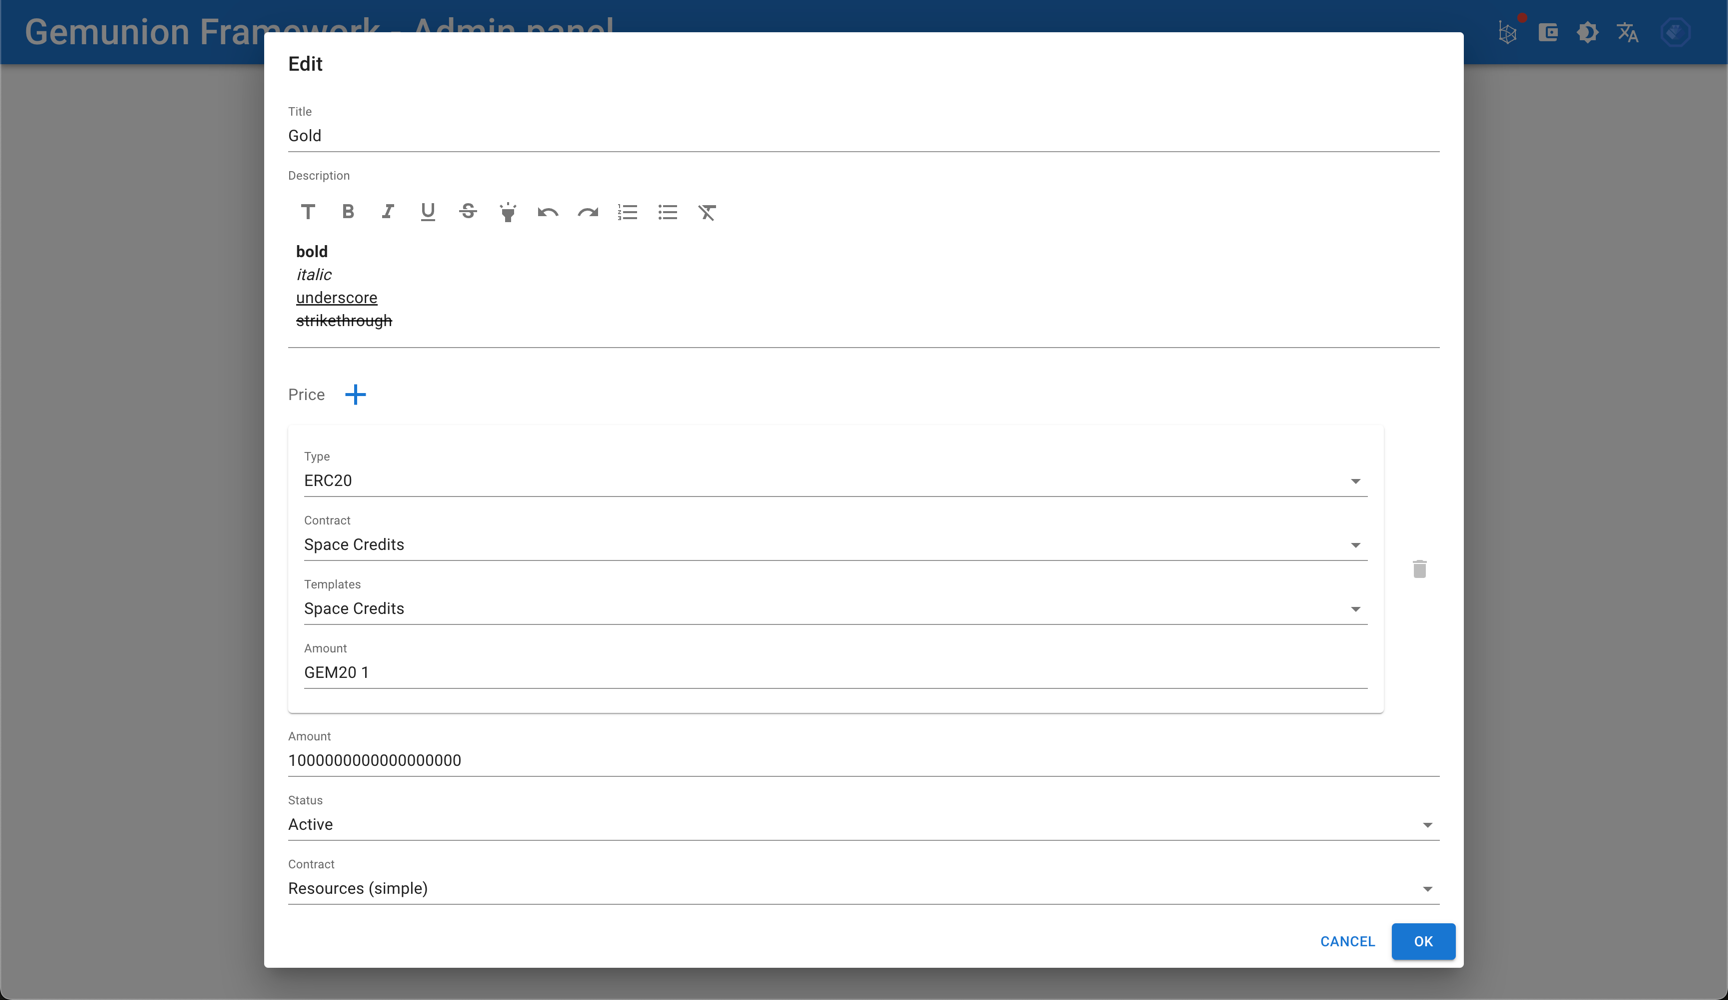 Gemunion Framework - Admin panel
Edit
Title
Gold
Description
bold
italic
underscore
strikethrough
Price
Type
ERC20
Contract
Space Credits
Templates
Space Credits
Amount
GEM20 1
Amount
1000000000000000000
Status
Active
Contract
Resources (simple)
CANCEL OK